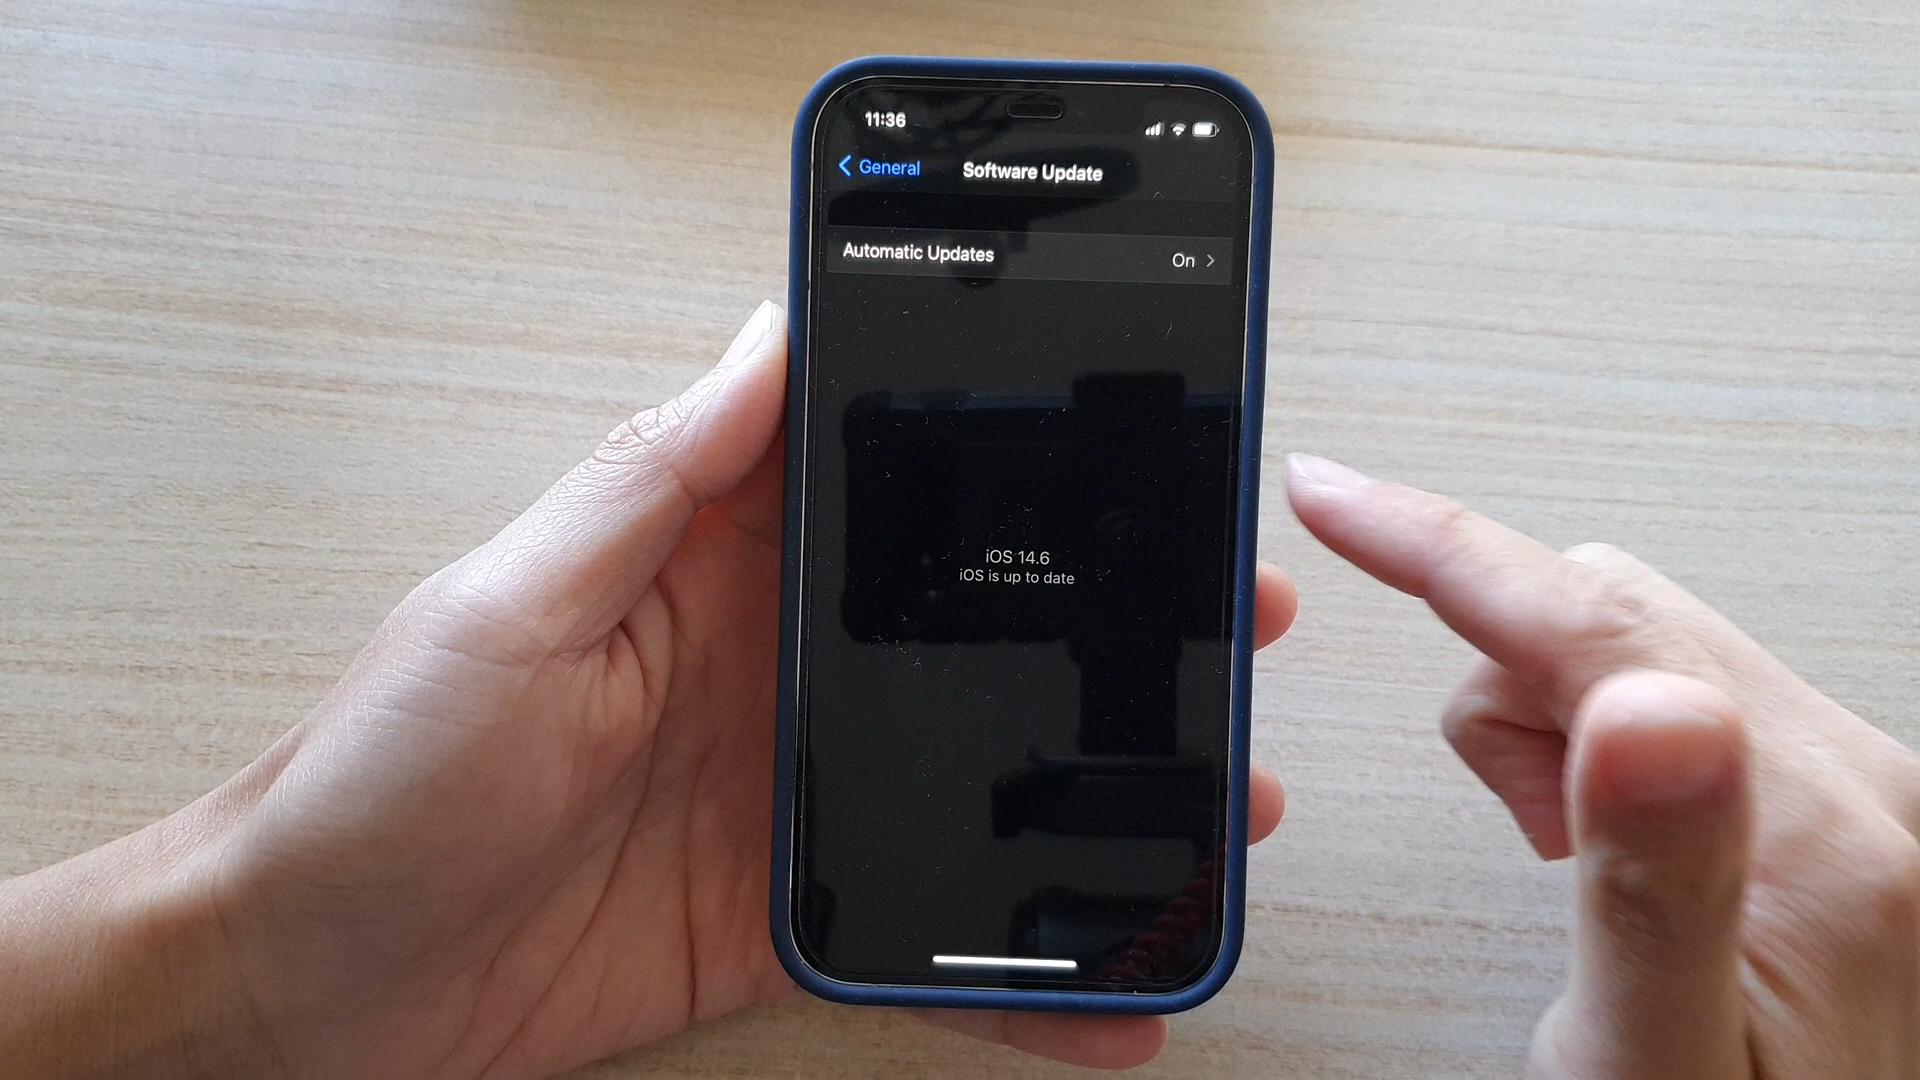 11:36
General
Software Update
Automatic Updates
On
iOS 14.6
iOS is up to date